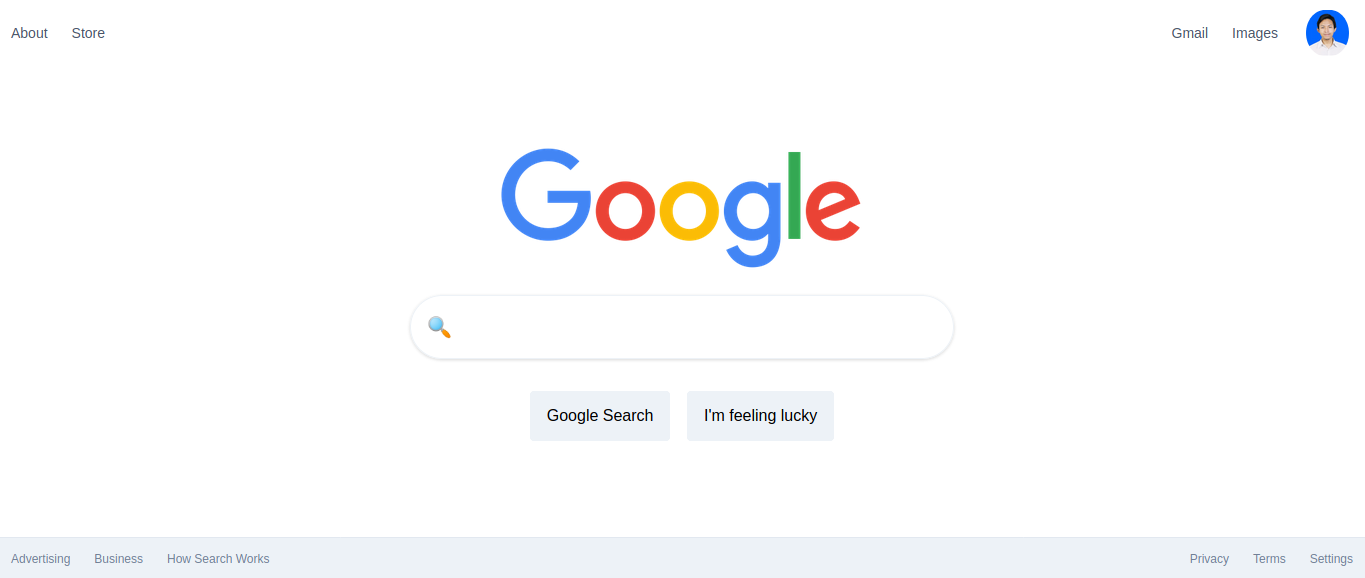 About Store Gmail Images
Google
Google Search I'm feeling lucky
Advertising Business How Search Works Privacy Terms Settings